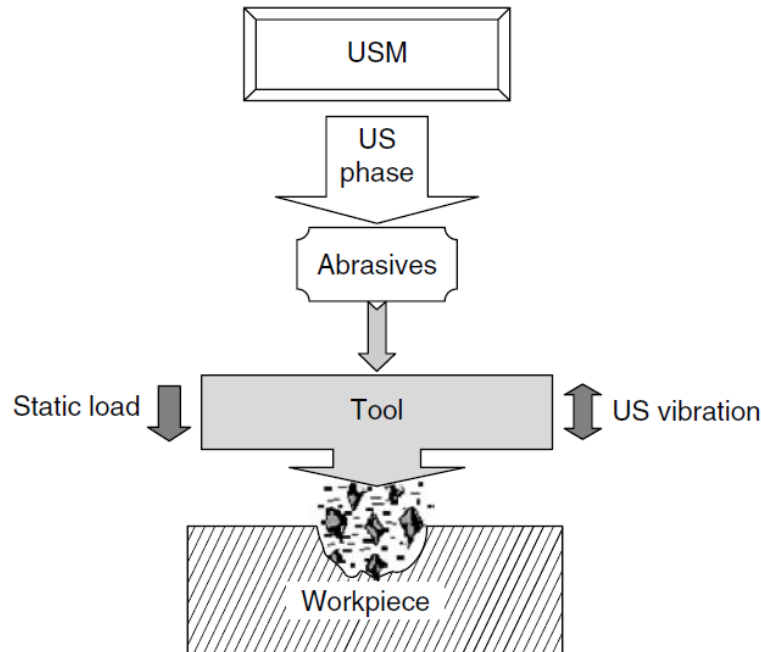 USM
US
phase
Abrasives
Static load
Tool
US vibration
Workpiece